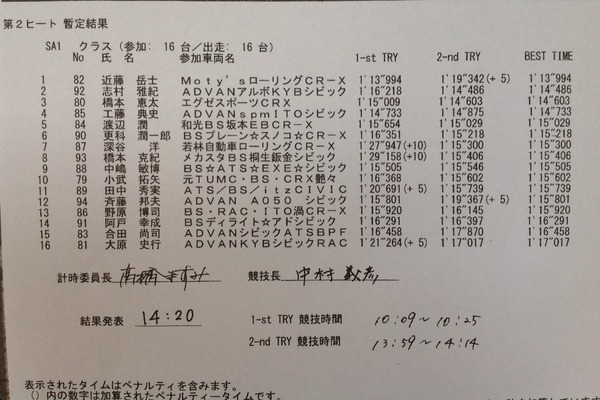 第2ヒート 暫定結果
SA1 クラス (参加: 16 台/出走: 16 台)
No 氏 名 参加車両名 1-st TRY 2-nd TRY BEST TIME
1 82 近藤 岳士 Moty'sローリングCR-X 1'13"994 1'19"342(+ 5) 1'13"994
2 92 志村 雅紀 ADVANアルボKYBシビック 1'16"218 1'14"486 1'14"486
3 80 橋本 恵太 エグゼスポーツCRX 1'15"009 1'14"603 1'14"603
4 85 工藤 典史 ADVANspmITOシビック 1'14"733 1'14"875 1'14"733
5 84 渡辺 潤 和光BS坂本EBCR-X 1'15"654 1'15"029 1'15"029
6 90 更科 潤一郎 BSブレーン☆スノコ☆CR-X 1'16"351 1'15"088 1'15"088
7 87 深谷 洋 若林自動車ローリングCR-X 1'27"947(+10) 1'15"300 1'15"300
8 93 橋本 克紀 メカスタBS桐生鈑金シビック 1'29"158(+10) 1'15"406 1'15"406
9 88 中嶋 敏博 BS☆ATS☆EXE☆シビック 1'15"506 1'15"546 1'15"506
10 79 小武 拓矢 元TUMC・BS・CR艶々 1'16"368 1'15"602 1'15"602
11 89 田中 秀実 ATS/BS/itzCIVIC 1'20"691(+ 5) 1'15"739 1'15"739
12 94 斉藤 邦夫 ADVAN A050 シビック 1'15"801 1'19"367(+ 5) 1'15"801
13 86 野原 博司 BS・RAC・ITO渦CR-X 1'15"920 1'16"145 1'15"920
14 91 阿戸 幸成 BSディライト☆アドシビック 1'16"291 1'16"397 1'16"291
15 83 合田 尚司 ADVANシビックATSBPF 1'16"458 1'17"870 1'16"458
16 81 大原 史行 ADVANKYBシビックRAC 1'21"264(+ 5) 1'17"017 1'17"017
計時委員長 高橋ますみ 競技長 中村
結果発表 14:20 1-st TRY 競技時間 10:09~10:25
2-nd TRY 競技時間 13:59~14:14
表示されたタイムはペナルティを含みます。
()内の数字は加算されたペナルティータイムです。